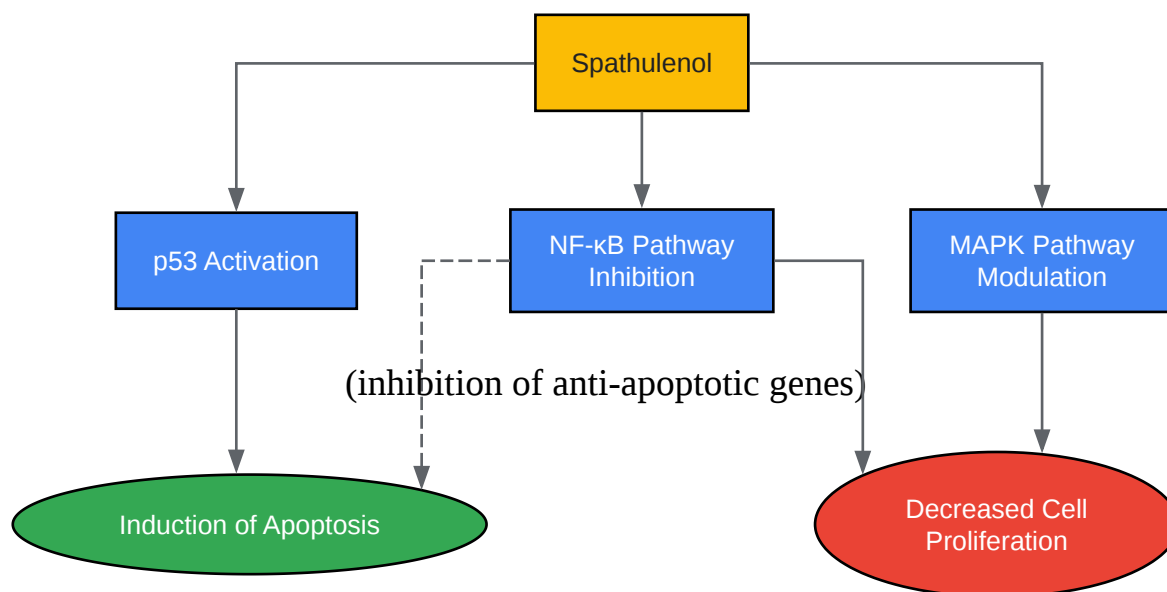 Spathulenol
p53 Activation
NF-κB Pathway
Inhibition
MAPK Pathway
Modulation
(inhibition of anti-apoptotic genes)
Induction of Apoptosis
Decreased Cell
Proliferation